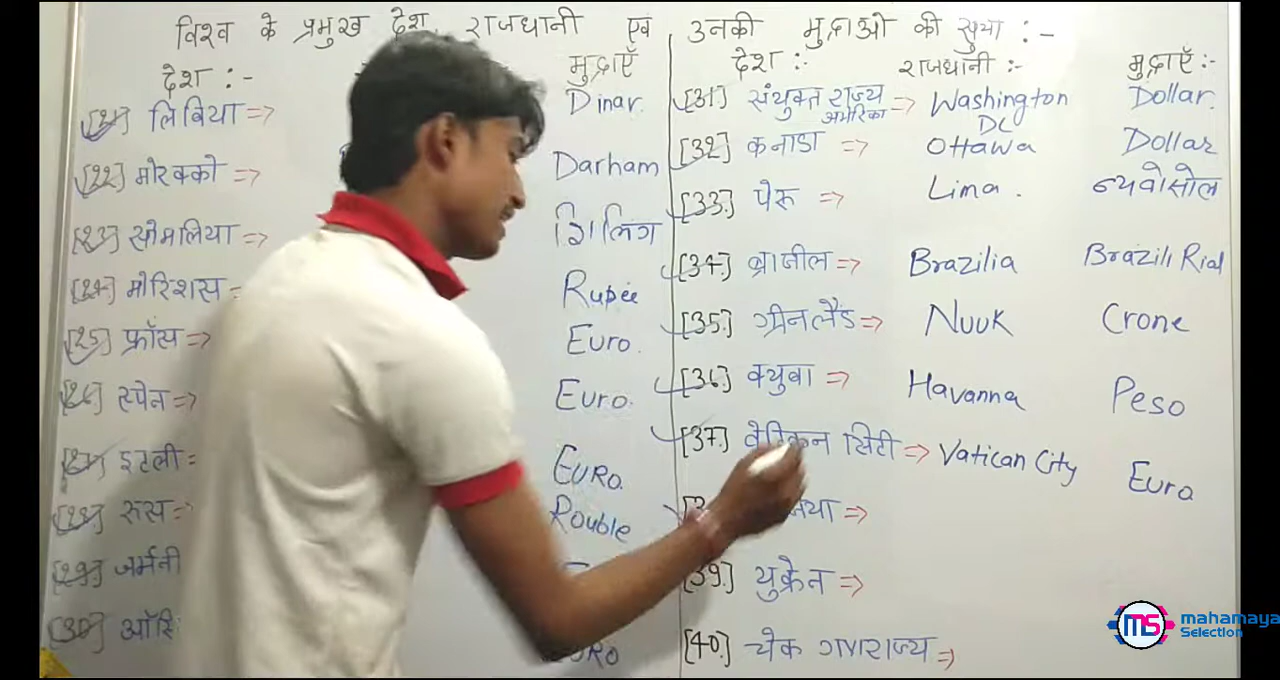 विश्व के प्रमुख देश, राजधानी एवं उनकी मुद्राओ की सुचा :-
देश :- मुद्राएँ
[21] लिबिया => Dinar.
[22] मोरक्को => Darham
[23] सोमालिया => शिलिंग
[24.] मोरिशस = Rupee
[25] फ्रॉंस => Euro.
[26] स्पेन => Euro.
[27] इटली = Euro.
[28] रूस => Rouble
[29.] जर्मनी
[30] ऑस्ट्रि Euro
देश :- राजधानी :- मुद्राएँ :-
[31] संयुक्त राज्य अमेरिका => Washington DC Dollar.
[32] कनाडा => Ottawa Dollar
[33.] पेरू => Lima. न्यवोसोल
[34.] ब्राजील => Brazilia Brazili Rial
[35.] ग्रीनलैंड => Nuuk Crone
[36.] क्युबा => Havanna Peso
[37.] वेटिकन सिटी => Vatican City Euro
=>
[39.] युक्रेन =>
[40.] चेक गणराज्य =>
MS mahamaya Selection